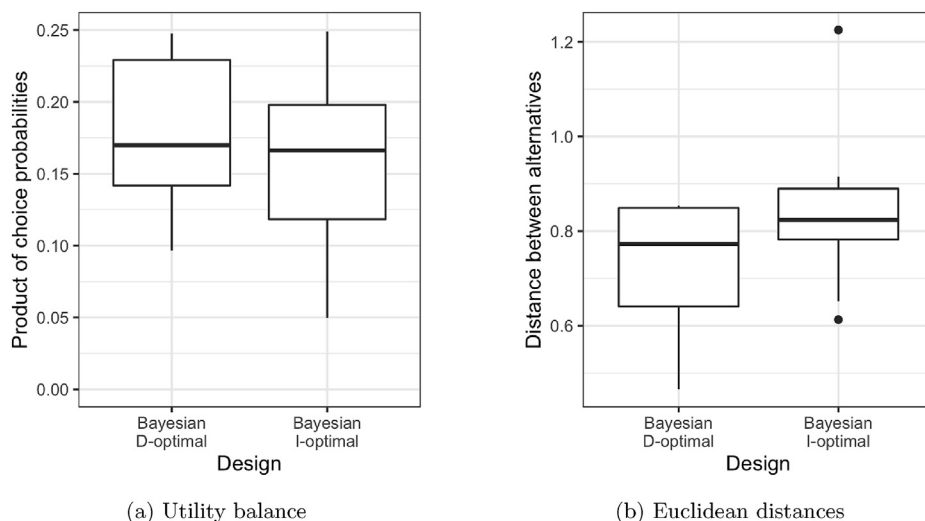 0.25
0.20
0.15
0.10
0.05
0.00
Product of choice probabilities
Bayesian
D-optimal
Bayesian
I-optimal
Design
(a) Utility balance
1.2
1.0
0.8
0.6
Distance between alternatives
Bayesian
D-optimal
Bayesian
I-optimal
Design
(b) Euclidean distances